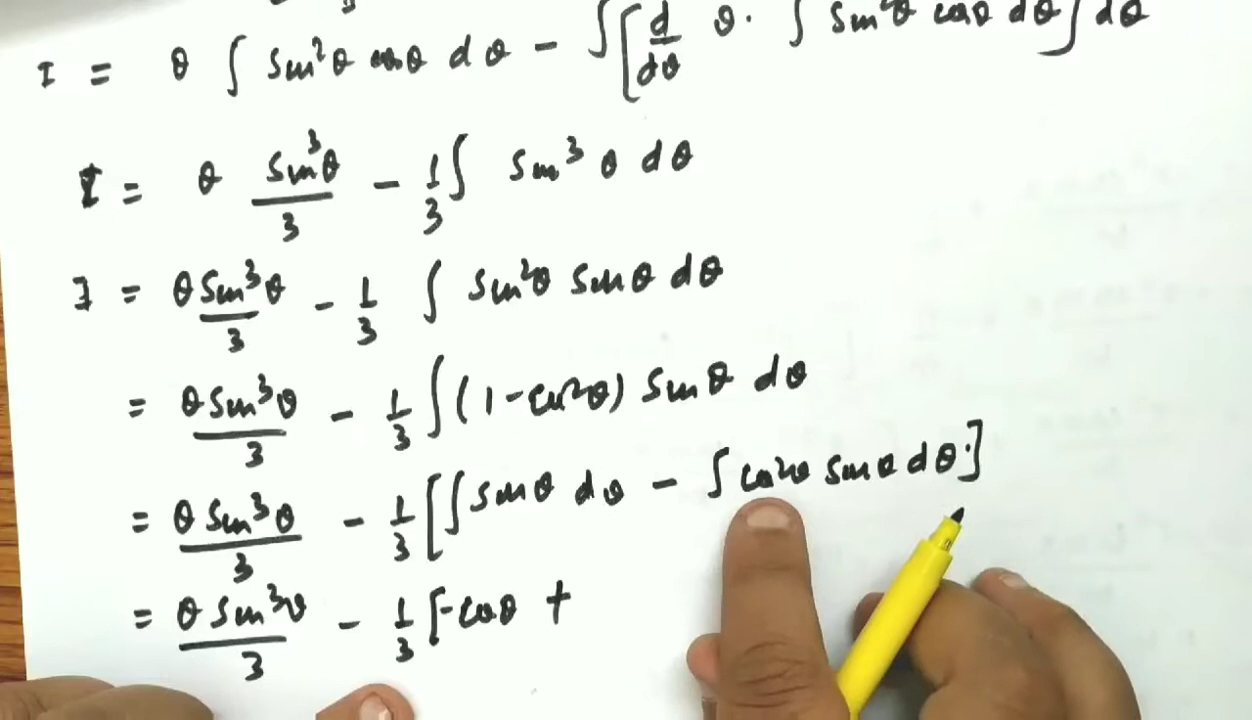 I = θ ∫ sin²θ cosθ dθ - ∫[d/dθ θ · ∫ sin²θ cosθ dθ] dθ
I = θ sin³θ/3 - 1/3 ∫ sin³θ dθ
I = θ sin³θ/3 - 1/3 ∫ sin²θ sinθ dθ
= θ sin³θ/3 - 1/3 ∫(1-cos²θ) sinθ dθ
= θ sin³θ/3 - 1/3 [∫sinθ dθ - ∫cos²θ sinθ dθ·]
= θ sin³θ/3 - 1/3 [-cosθ +